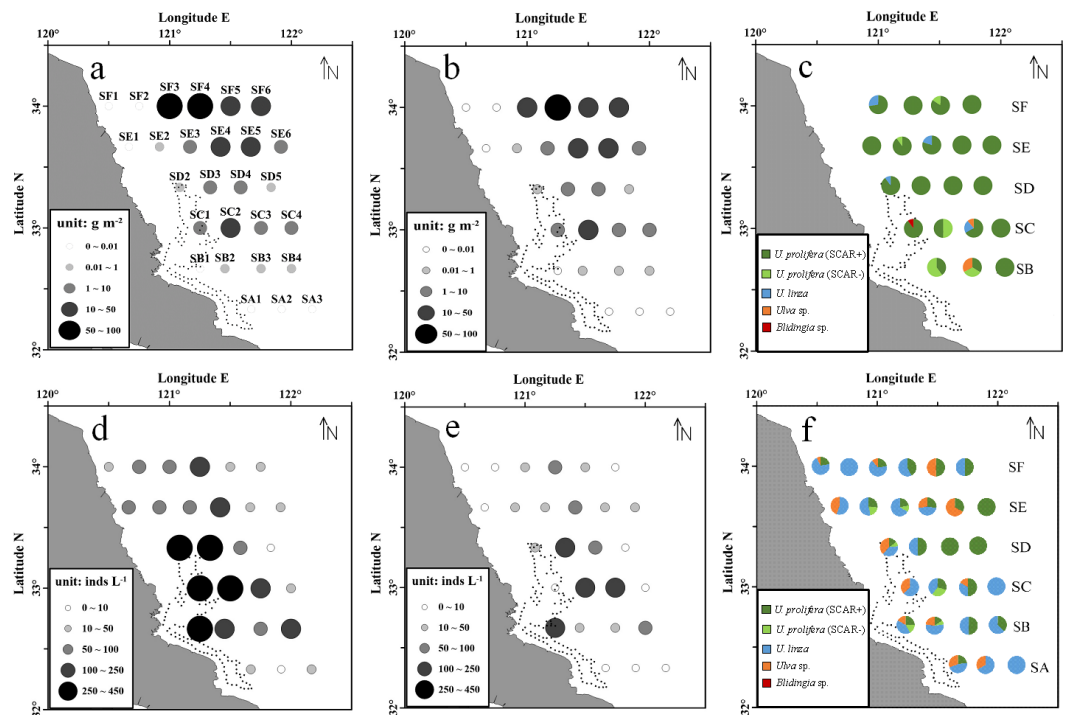 Longitude E
120° 121° 122°
Latitude N
34°
33°
32°
a
N
SF1 SF2 SF3 SF4 SF5 SF6
SE1 SE2 SE3 SE4 SE5 SE6
SD2 SD3 SD4 SD5
SC1 SC2 SC3 SC4
SB1 SB2 SB3 SB4
SA1 SA2 SA3
unit: g m-2
0 ~ 0.01
0.01 ~ 1
1 ~ 10
10 ~ 50
50 ~ 100
Longitude E
120° 121° 122°
Latitude N
34°
33°
32°
b
N
unit: g m-2
0 ~ 0.01
0.01 ~ 1
1 ~ 10
10 ~ 50
50 ~ 100
Longitude E
120° 121° 122°
Latitude N
34°
33°
32°
c
N
SF
SE
SD
SC
SB
U. prolifera (SCAR+)
U. prolifera (SCAR-)
U. linza
Ulva sp.
Blidingia sp.
Longitude E
120° 121° 122°
Latitude N
34°
33°
32°
d
N
unit: inds L-1
0 ~ 10
10 ~ 50
50 ~ 100
100 ~ 250
250 ~ 450
Longitude E
120° 121° 122°
Latitude N
34°
33°
32°
e
N
unit: inds L-1
0 ~ 10
10 ~ 50
50 ~ 100
100 ~ 250
250 ~ 450
Longitude E
120° 121° 122°
Latitude N
34°
33°
32°
f
N
SF
SE
SD
SC
SB
SA
U. prolifera (SCAR+)
U. prolifera (SCAR-)
U. linza
Ulva sp.
Blidingia sp.